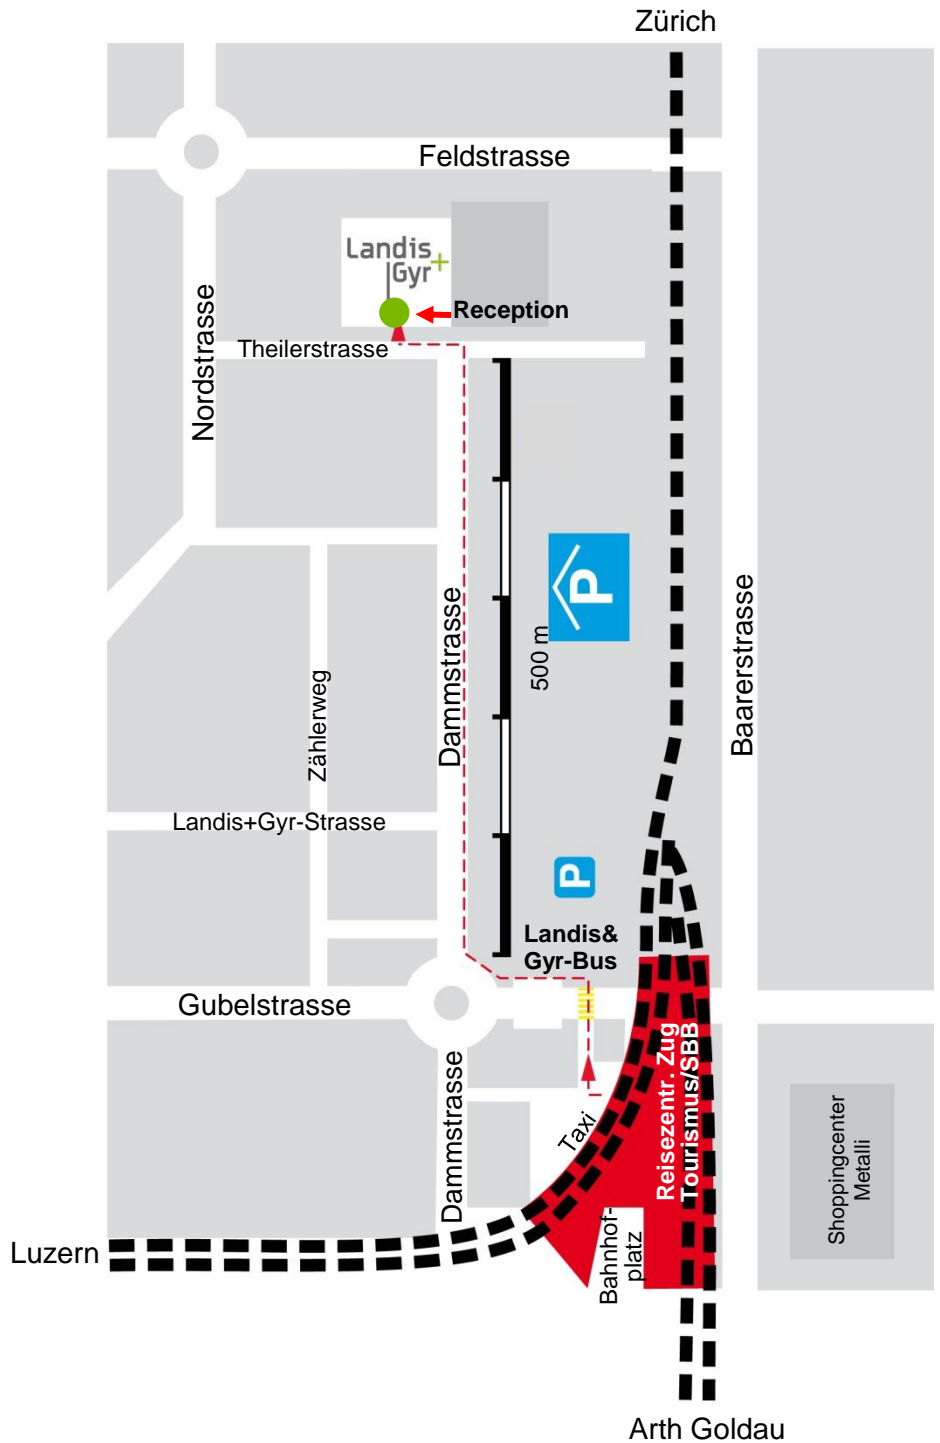 Zürich
Feldstrasse
Landis
Gyr+
Reception
Theilerstrasse
Nordstrasse
P
500 m
Dammstrasse
Baarerstrasse
Zählerweg
Landis+Gyr-Strasse
P
Landis&
Gyr-Bus
Gubelstrasse
Reisezentr. Zug
Tourismus/SBB
Taxi
Dammstrasse
Shoppingcenter
Metalli
Bahnhof-
platz
Luzern
Arth Goldau